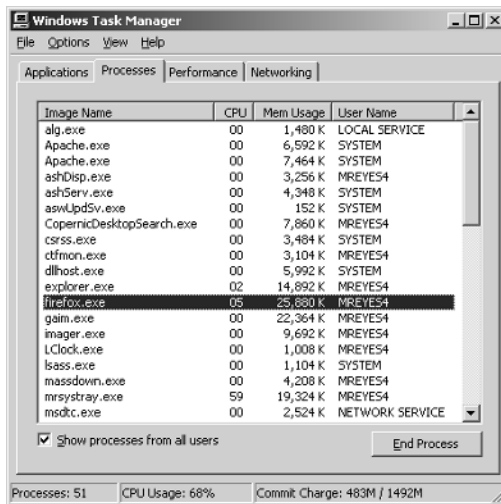 Windows Task Manager
File Options View Help
Applications Processes Performance Networking
Image Name CPU Mem Usage User Name
alg.exe 00 1,480 K LOCAL SERVICE
Apache.exe 00 6,592 K SYSTEM
Apache.exe 00 7,464 K SYSTEM
ashDisp.exe 00 3,256 K MREYES4
ashServ.exe 00 4,348 K SYSTEM
aswUpdSv.exe 00 152 K SYSTEM
CopernicDesktopSearch.exe 00 7,860 K MREYES4
csrss.exe 00 3,484 K SYSTEM
ctfmon.exe 00 3,104 K MREYES4
dllhost.exe 00 5,992 K SYSTEM
explorer.exe 02 14,892 K MREYES4
firefox.exe 05 25,880 K MREYES4
gaim.exe 00 22,364 K MREYES4
imager.exe 00 9,692 K MREYES4
LClock.exe 00 1,008 K MREYES4
lsass.exe 00 1,104 K SYSTEM
massdown.exe 00 4,208 K MREYES4
mrsystray.exe 59 19,324 K MREYES4
msdtc.exe 00 2,524 K NETWORK SERVICE
Show processes from all users End Process
Processes: 51 CPU Usage: 68% Commit Charge: 483M / 1492M